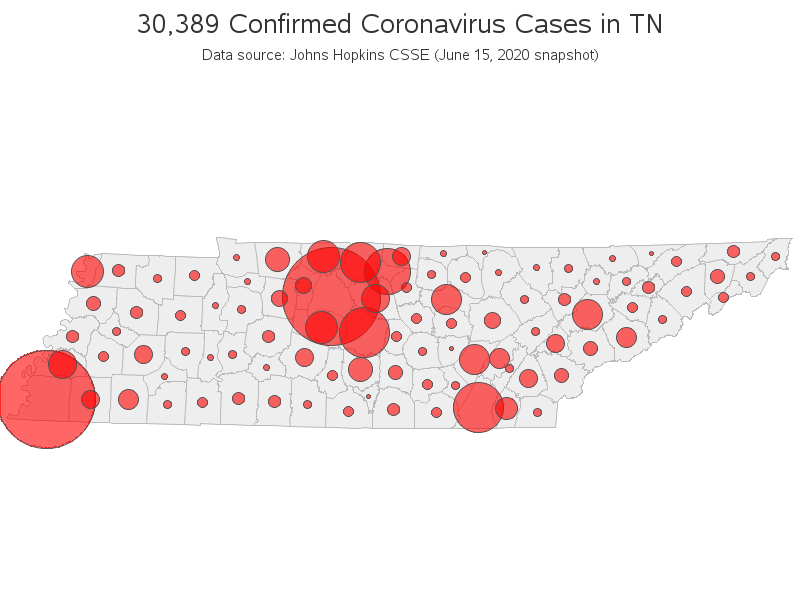 30,389 Confirmed Coronavirus Cases in TN
Data source: Johns Hopkins CSSE (June 15, 2020 snapshot)